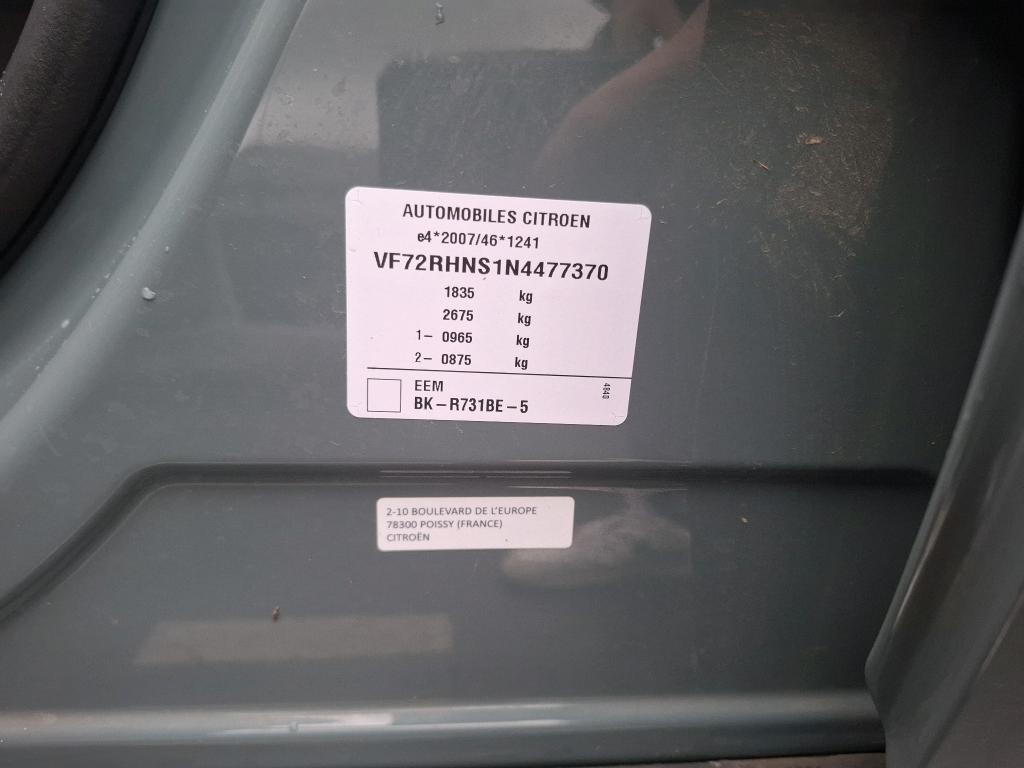 AUTOMOBILES CITROEN
e4*2007/46*1241
VF72RHNS1N4477370
1835 kg
2675 kg
1- 0965 kg
2- 0875 kg
EEM
BK-R731BE-5
4840
2-10 BOULEVARD DE L'EUROPE
78300 POISSY (FRANCE)
CITROËN